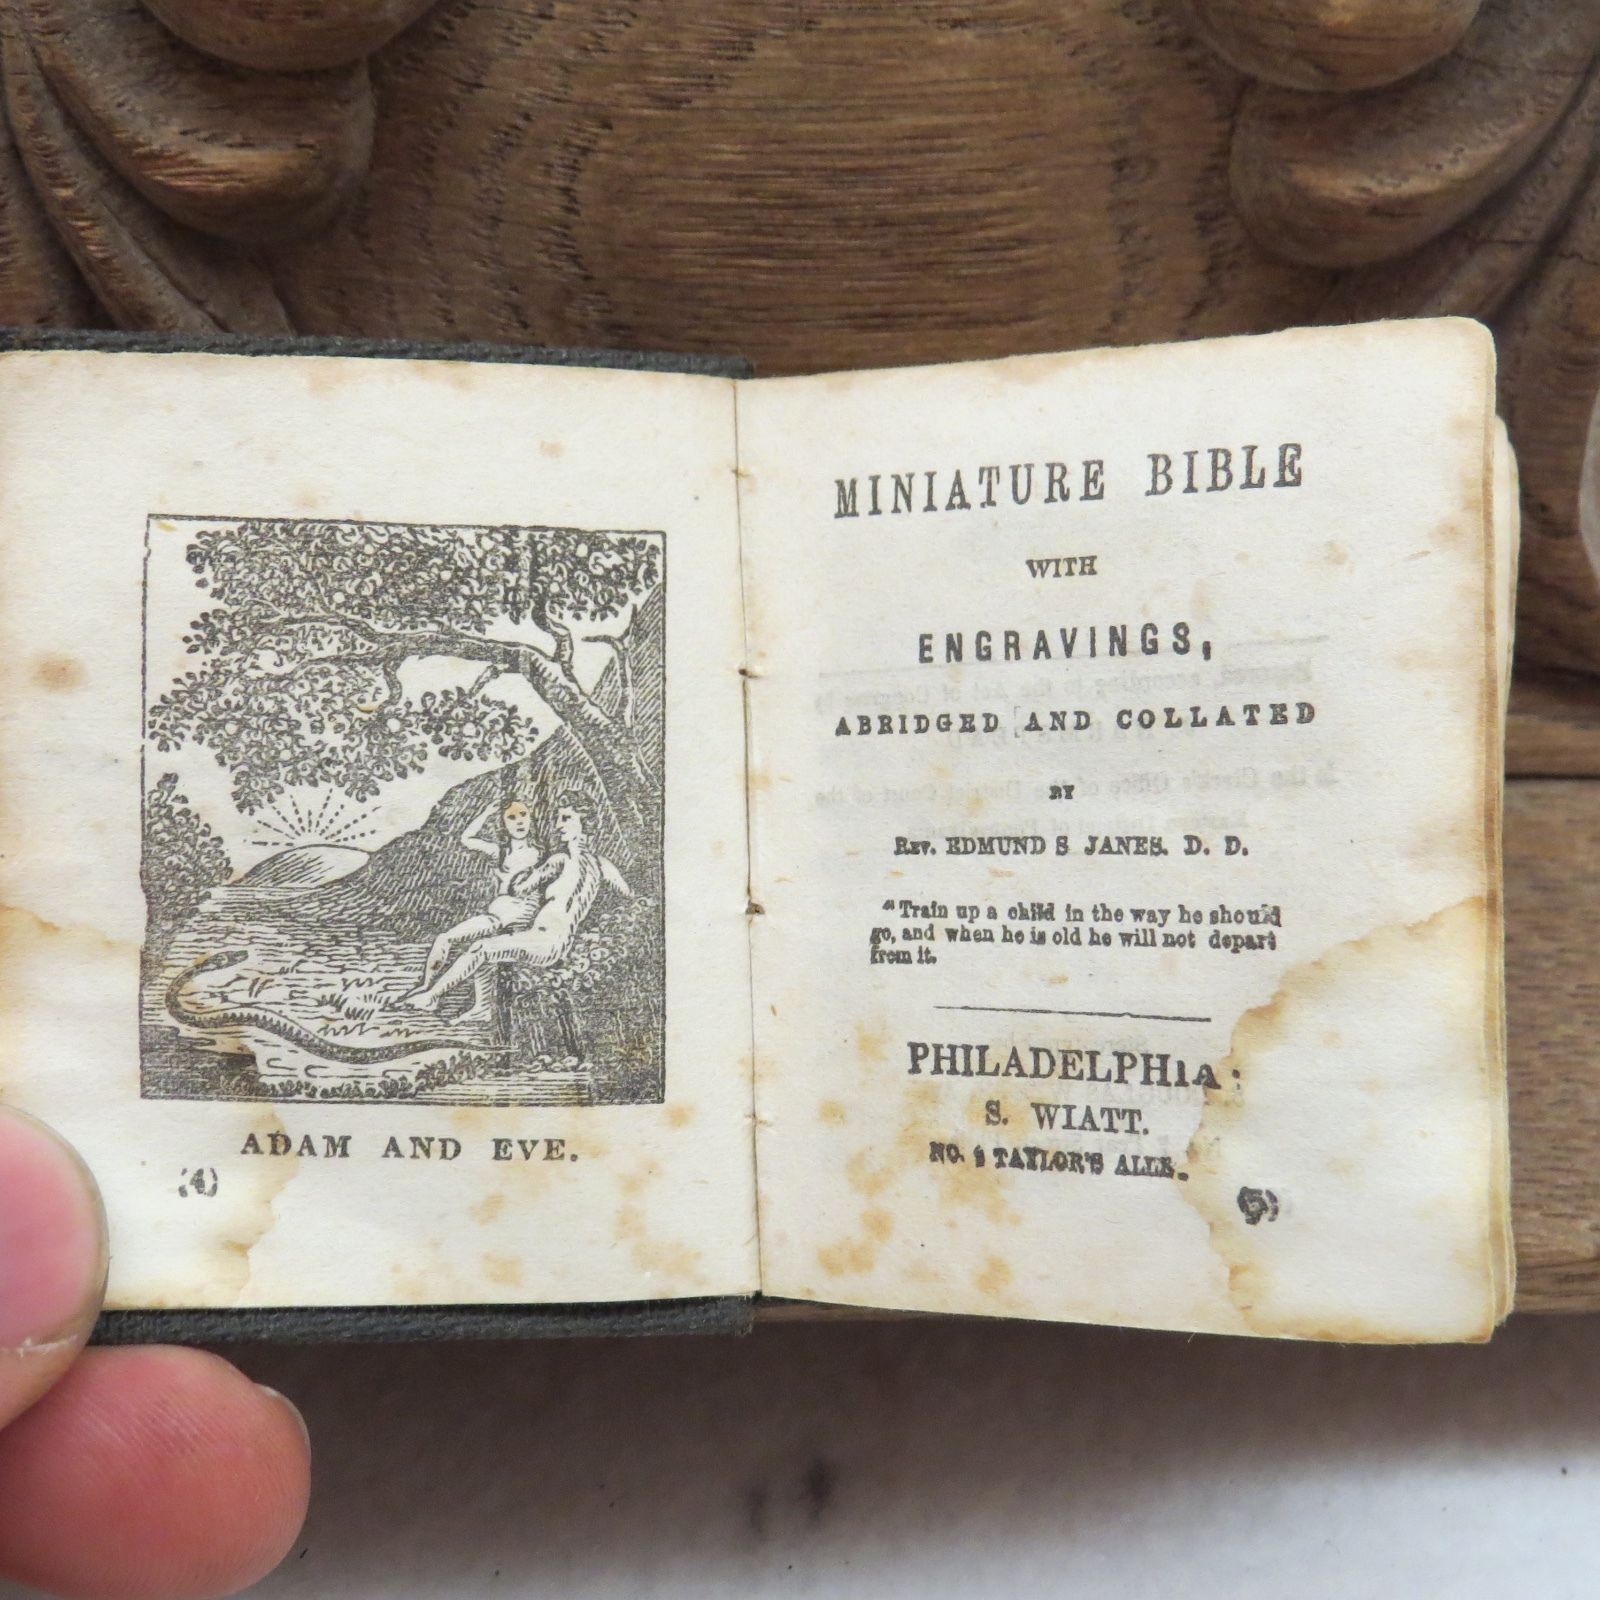 ADAM AND EVE.
(4)
MINIATURE BIBLE
WITH
ENGRAVINGS,
ABRIDGED AND COLLATED
BY
REV. EDMUND S JANES. D. D.
"Train up a child in the way he should
go, and when he is old he will not depart
from it.
PHILADELPHIA:
S. WIATT.
NO. TAYLOR'S ALLE.
(5)